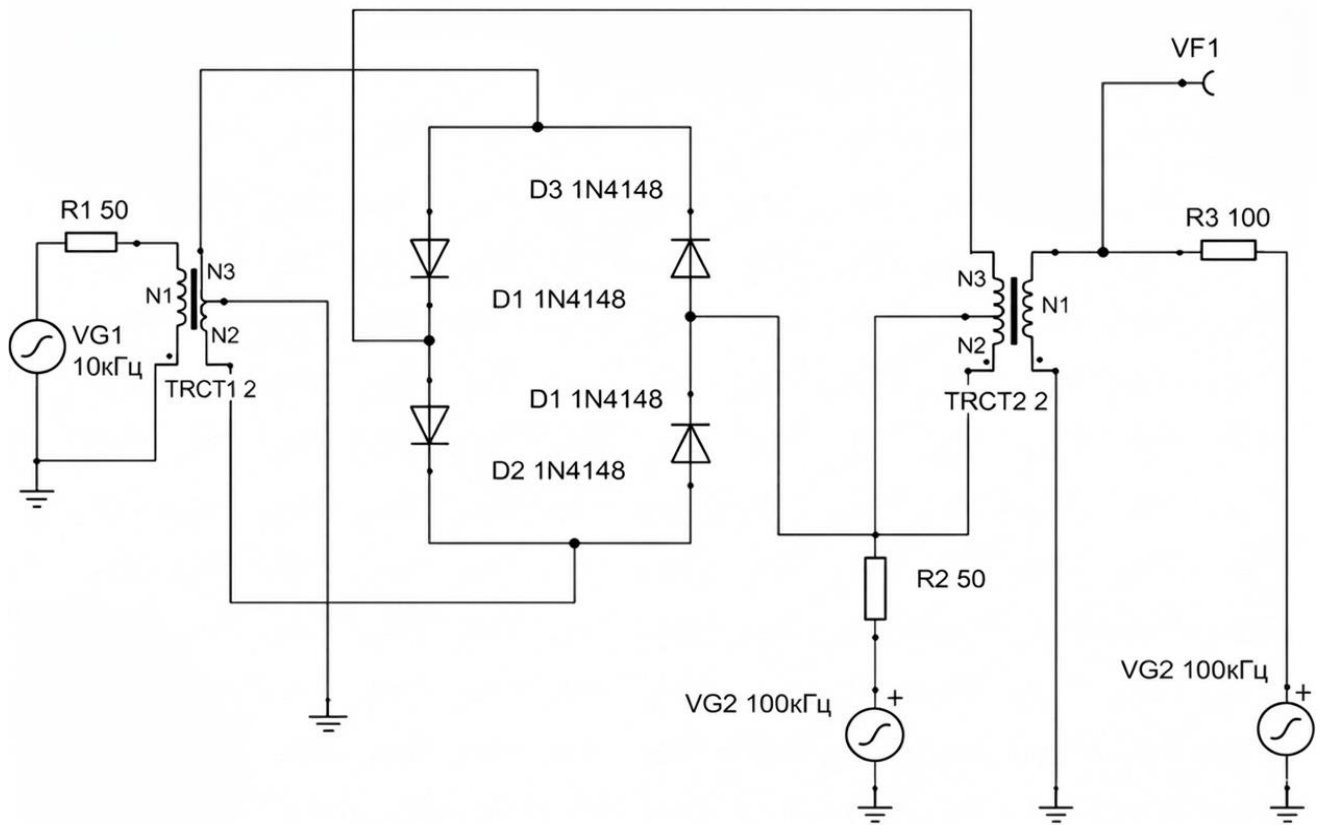 VF1
D3 1N4148
R1 50
R3 100
N3
N3
N1
D1 1N4148
N1
VG1
10кГц
N2
N2
TRCT1 2
D1 1N4148
TRCT2 2
D2 1N4148
R2 50
VG2 100кГц
+
VG2 100кГц
+